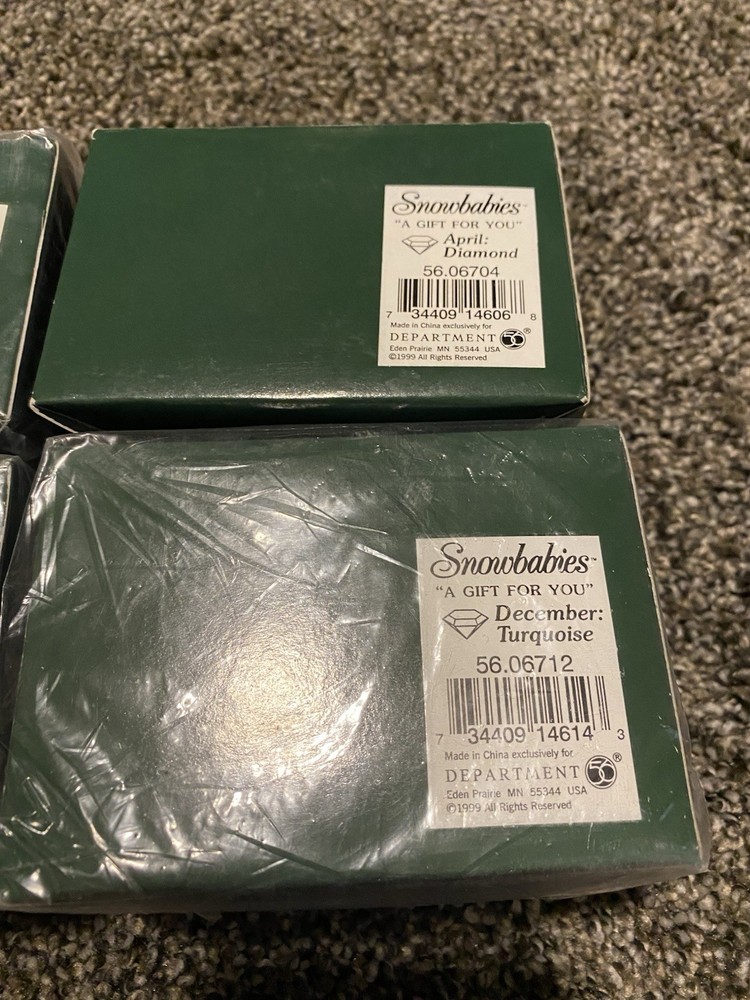 Snowbabies™
"A GIFT FOR YOU"
April:
Diamond
56.06704
7 34409 14606 8
Made in China exclusively for
DEPARTMENT 56®
Eden Prairie MN 55344 USA
©1999 All Rights Reserved
Snowbabies™
"A GIFT FOR YOU"
December:
Turquoise
56.06712
7 34409 14614 3
Made in China exclusively for
DEPARTMENT 56®
Eden Prairie MN 55344 USA
©1999 All Rights Reserved